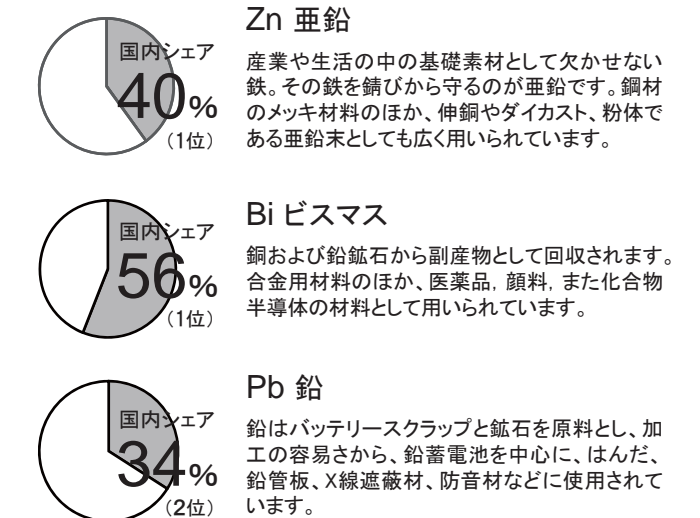 Zn 亜鉛
国内シェア
40%
(1位)
産業や生活の中の基礎素材として欠かせない
鉄。その鉄を錆びから守るのが亜鉛です。鋼材
のメッキ材料のほか、伸銅やダイカスト、粉体で
ある亜鉛末としても広く用いられています。
Bi ビスマス
国内シェア
56%
(1位)
銅および鉛鉱石から副産物として回収されます。
合金用材料のほか、医薬品, 顔料, また化合物
半導体の材料として用いられています。
Pb 鉛
国内シェア
34%
(2位)
鉛はバッテリースクラップと鉱石を原料とし、加
工の容易さから、鉛蓄電池を中心に、はんだ、
鉛管板、X線遮蔽材、防音材などに使用されて
います。